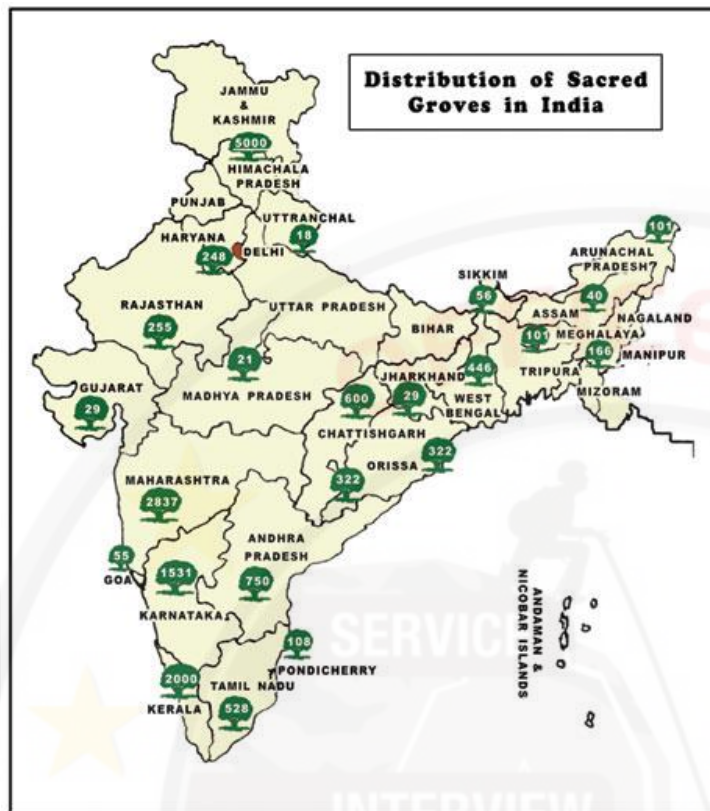 Distribution of Sacred
Groves in India
JAMMU
&
KASHMIR
5000
HIMACHALA
PRADESH
PUNJAB
UTTRANCHAL
18
HARYANA
248
DELHI
101
ARUNACHAL
PRADESH
SIKKIM
56
40
ASSAM
NAGALAND
RAJASTHAN
255
UTTAR PRADESH
BIHAR
101
MEGHALAYA
166
MANIPUR
21
446
TRIPURA
GUJARAT
29
MADHYA PRADESH
600
JHARKHAND
29
WEST
BENGAL
MIZORAM
CHATTISHGARH
ORISSA
322
322
MAHARASHTRA
2837
ANDHRA
PRADESH
55
GOA
1531
750
KARNATAKA
ANDAMAN &
NICOBAR ISLANDS
SERVICE
108
PONDICHERRY
2000
KERALA
TAMIL NADU
528
INTERVIEW